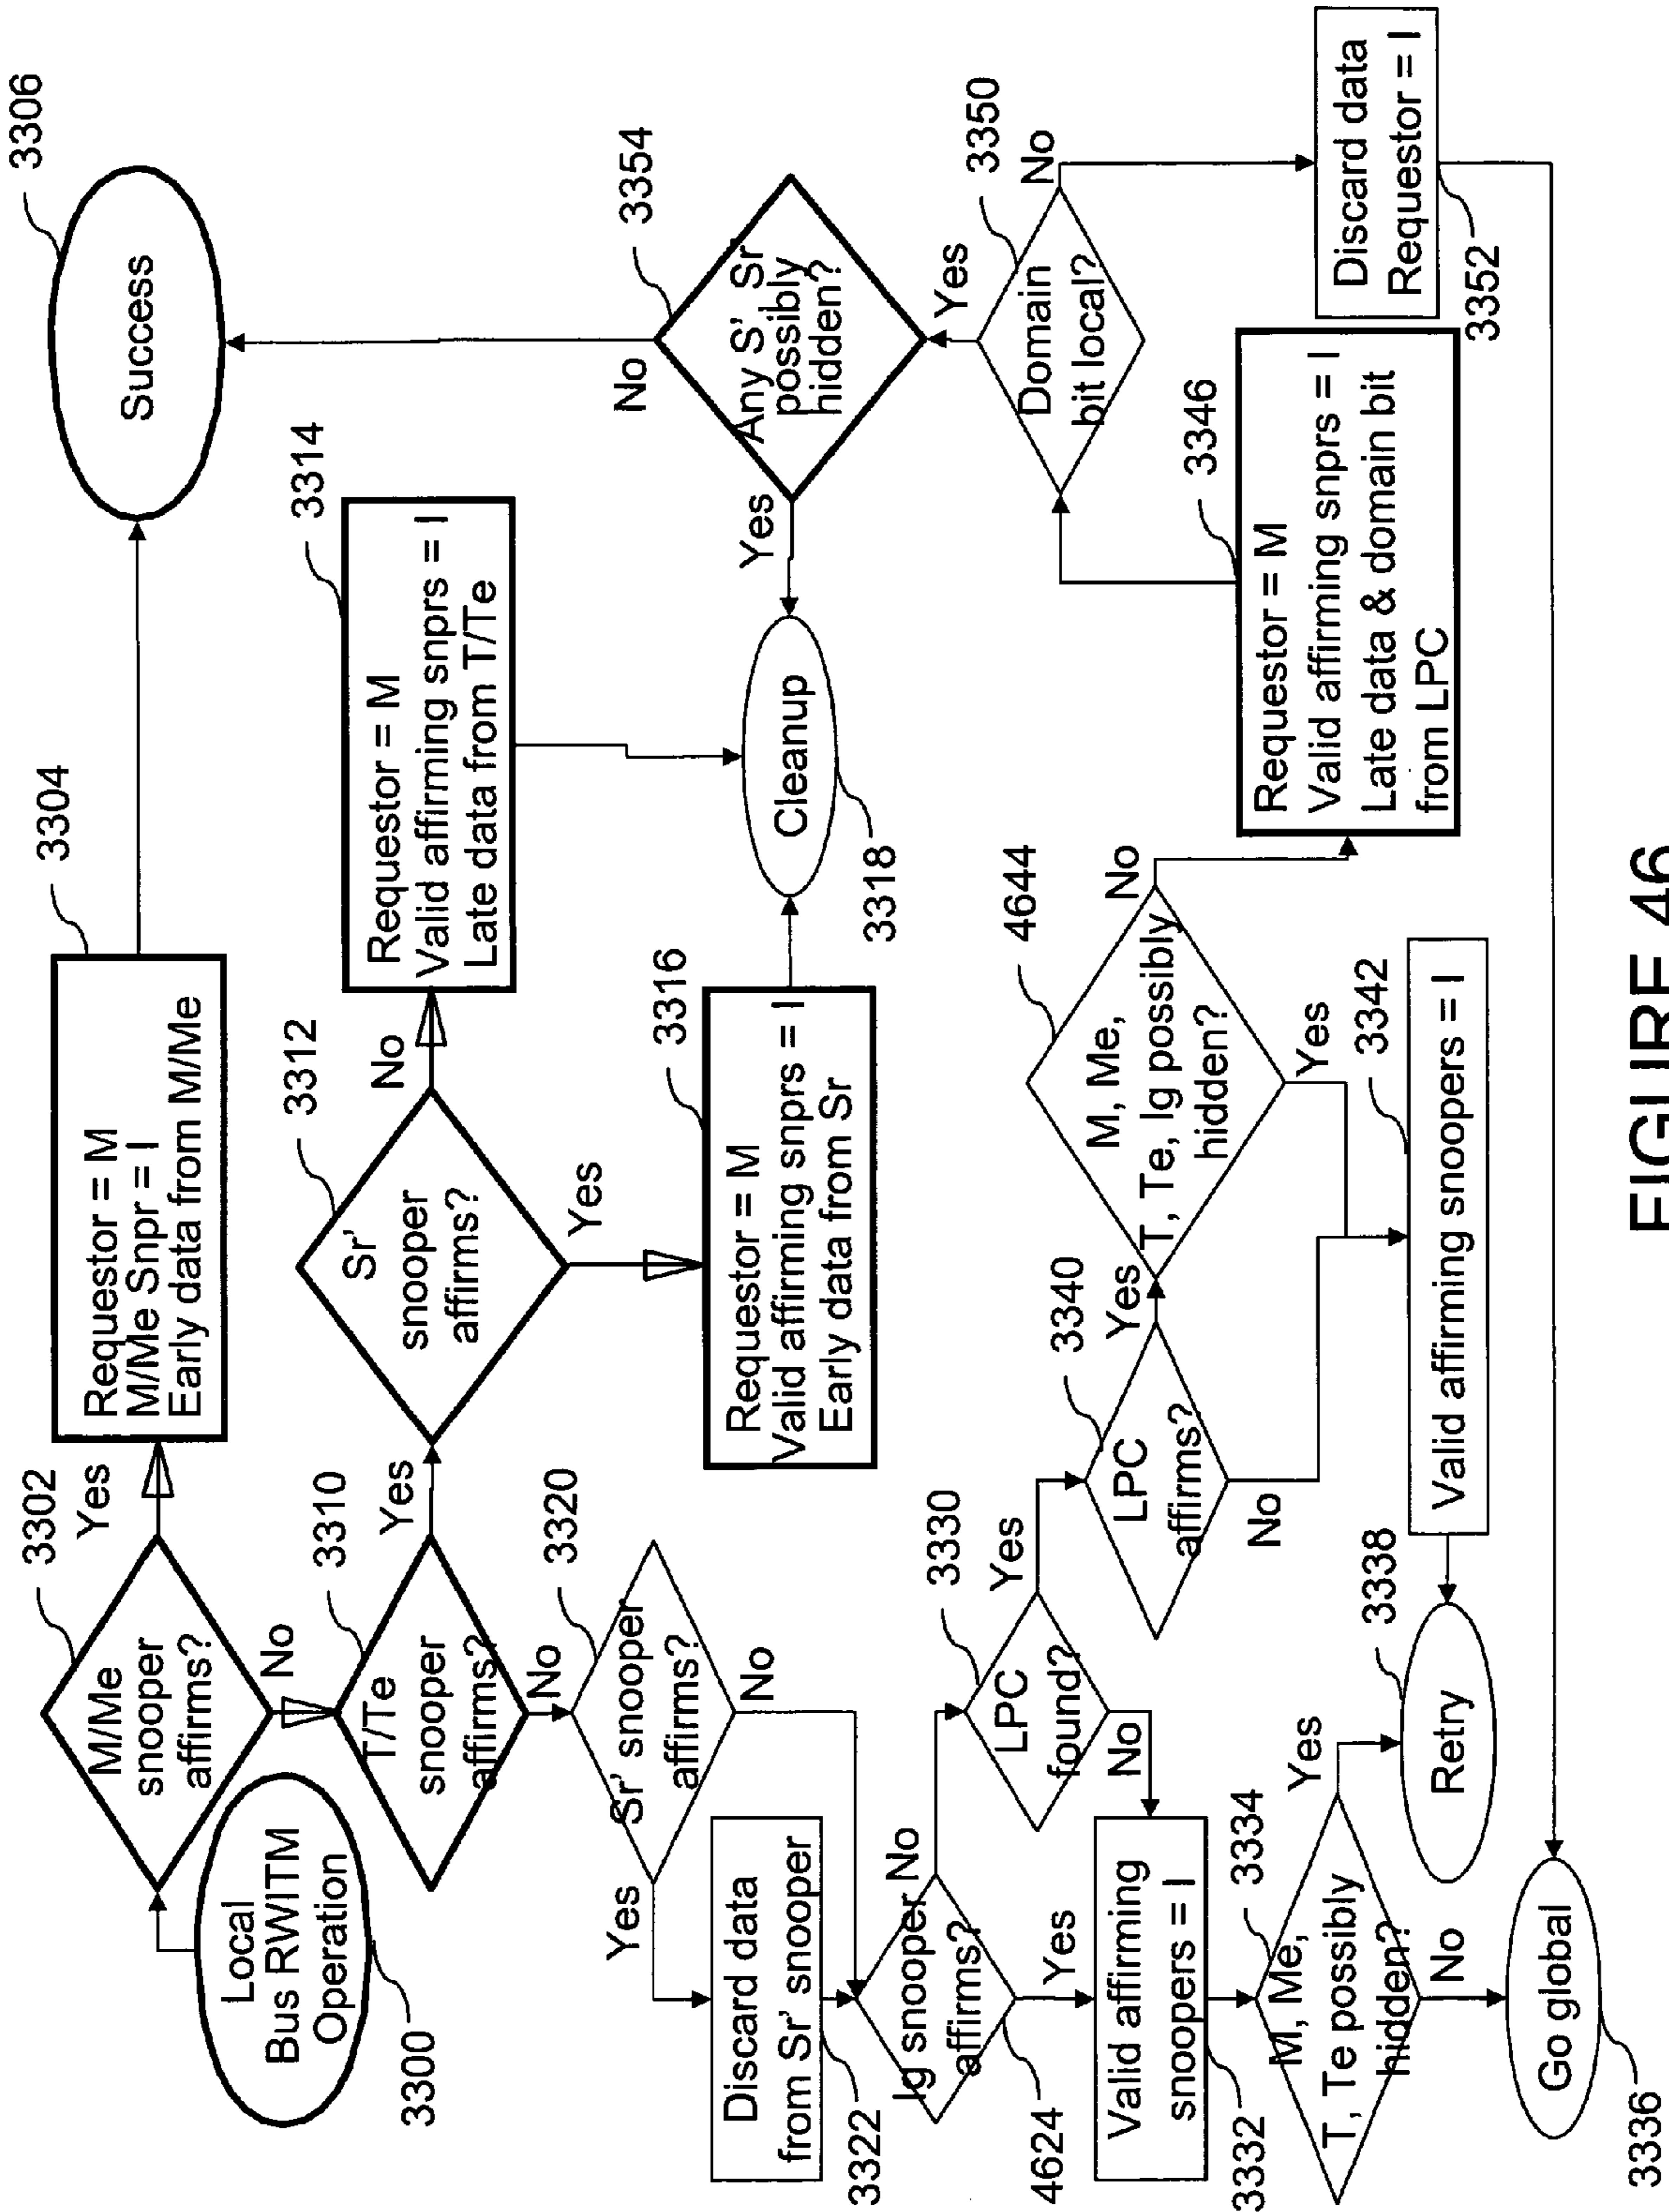 Local
Bus RWITM
Operation
3300
M/Me
snooper
affirms?
3302
Yes
No
Requestor = M
M/Me Snpr = I
Early data from M/Me
3304
Success
3306
T/Te
snooper
affirms?
3310
Yes
No
Sr'
snooper
affirms?
3312
No
Yes
Requestor = M
Valid affirming snprs = I
Late data from T/Te
3314
Requestor = M
Valid affirming snprs = I
Early data from Sr
3316
Cleanup
3318
Sr' snooper
affirms?
3320
Yes
No
Discard data
from Sr' snooper
3322
Ig snooper
affirms?
4624
No
Yes
LPC
found?
3330
Yes
No
Valid affirming
snoopers = I
3332
M, Me,
T, Te possibly
hidden?
3334
Yes
No
Go global
3336
Retry
3338
LPC
affirms?
3340
Yes
No
M, Me,
T, Te, Ig possibly
hidden?
4644
No
Yes
Valid affirming snoopers = I
3342
Requestor = M
Valid affirming snprs = I
Late data & domain bit
from LPC
3346
Domain
bit local?
3350
Yes
No
Discard data
Requestor = I
3352
Any S' Sr'
possibly
hidden?
3354
No
Yes
FIGURE 46